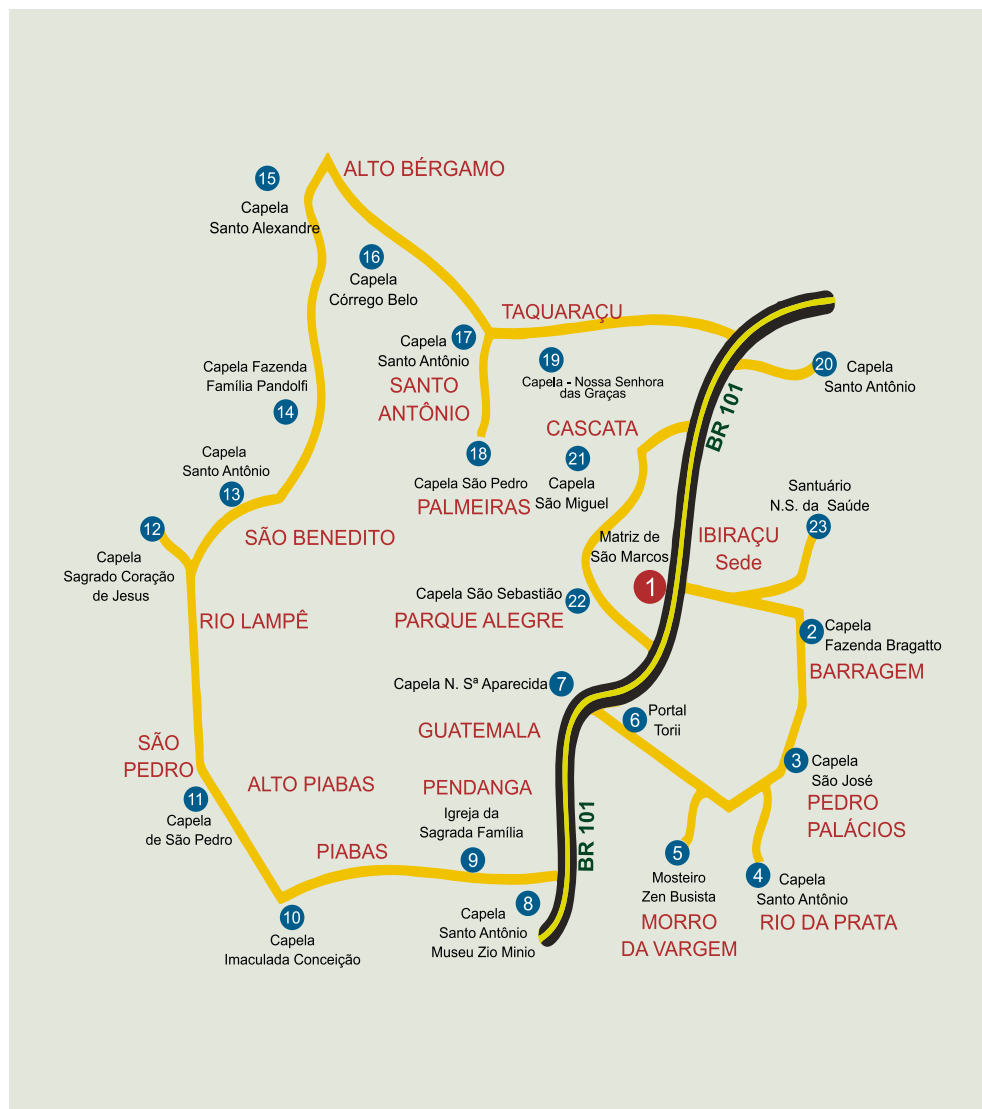 ALTO BÉRGAMO
15
Capela
Santo Alexandre
16
Capela
Córrego Belo
TAQUARAÇU
17
Capela
Santo Antônio
SANTO
ANTÔNIO
19
Capela - Nossa Senhora
das Graças
20
Capela
Santo Antônio
BR 101
Capela Fazenda
Família Pandolfi
14
CASCATA
21
Capela
São Miguel
18
Capela São Pedro
PALMEIRAS
Capela
Santo Antônio
13
SÃO BENEDITO
12
Capela
Sagrado Coração
de Jesus
Santuário
N.S. da Saúde
23
IBIRAÇU
Sede
Matriz de
São Marcos
1
Capela São Sebastião
22
PARQUE ALEGRE
RIO LAMPÊ
2
Capela
Fazenda Bragatto
BARRAGEM
Capela N. Sª Aparecida
7
GUATEMALA
6
Portal
Torii
3
Capela
São José
PEDRO
PALÁCIOS
SÃO
PEDRO
11
Capela
de São Pedro
ALTO PIABAS
PENDANGA
Igreja da
Sagrada Família
9
PIABAS
BR 101
5
Mosteiro
Zen Busista
MORRO
DA VARGEM
4
Capela
Santo Antônio
RIO DA PRATA
8
Capela
Santo Antônio
Museu Zio Minio
10
Capela
Imaculada Conceição